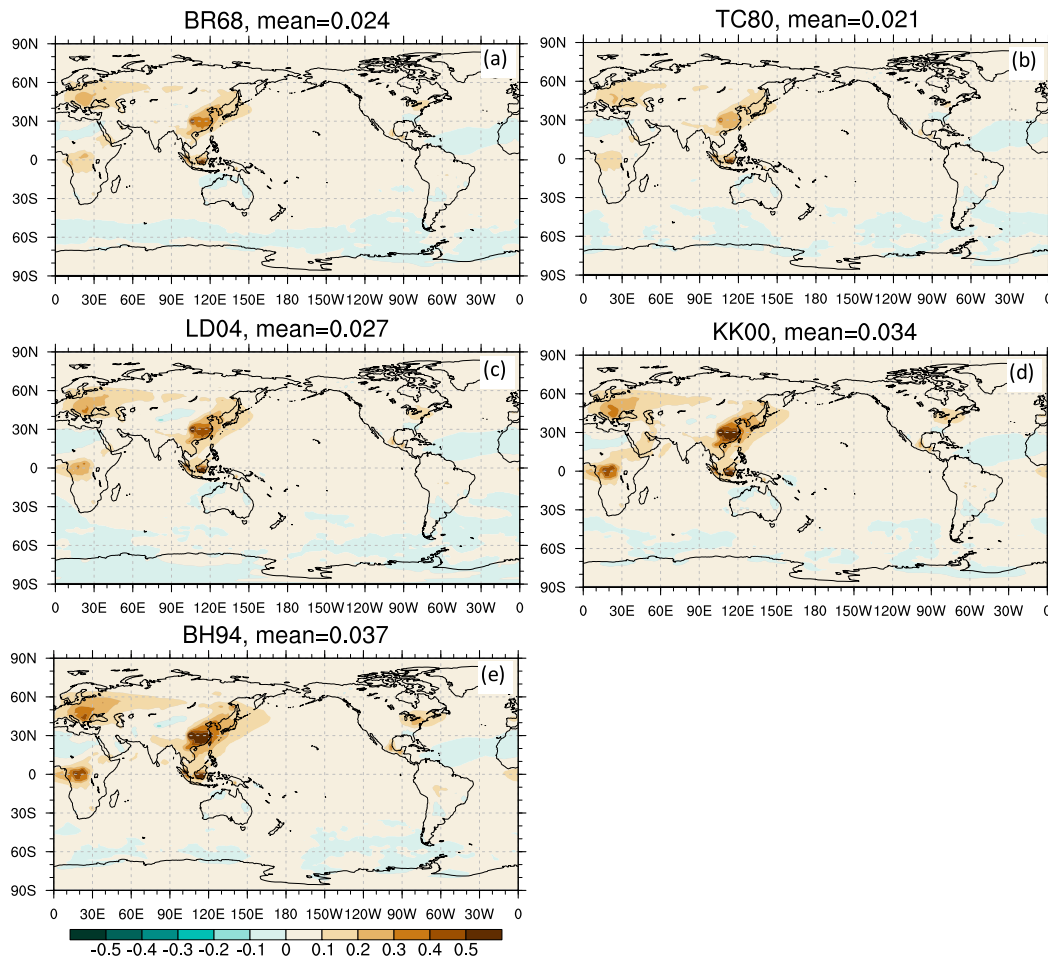 BR68, mean=0.024
TC80, mean=0.021
90N
60N
30N
0
30S
60S
90S
(a)
0 30E 60E 90E 120E 150E 180 150W 120W 90W 60W 30W 0
90N
60N
30N
0
30S
60S
90S
(b)
0 30E 60E 90E 120E 150E 180 150W 120W 90W 60W 30W 0
LD04, mean=0.027
KK00, mean=0.034
90N
60N
30N
0
30S
60S
90S
(c)
0 30E 60E 90E 120E 150E 180 150W 120W 90W 60W 30W 0
90N
60N
30N
0
30S
60S
90S
(d)
0 30E 60E 90E 120E 150E 180 150W 120W 90W 60W 30W 0
BH94, mean=0.037
90N
60N
30N
0
30S
60S
90S
(e)
0 30E 60E 90E 120E 150E 180 150W 120W 90W 60W 30W 0
-0.5 -0.4 -0.3 -0.2 -0.1 0 0.1 0.2 0.3 0.4 0.5